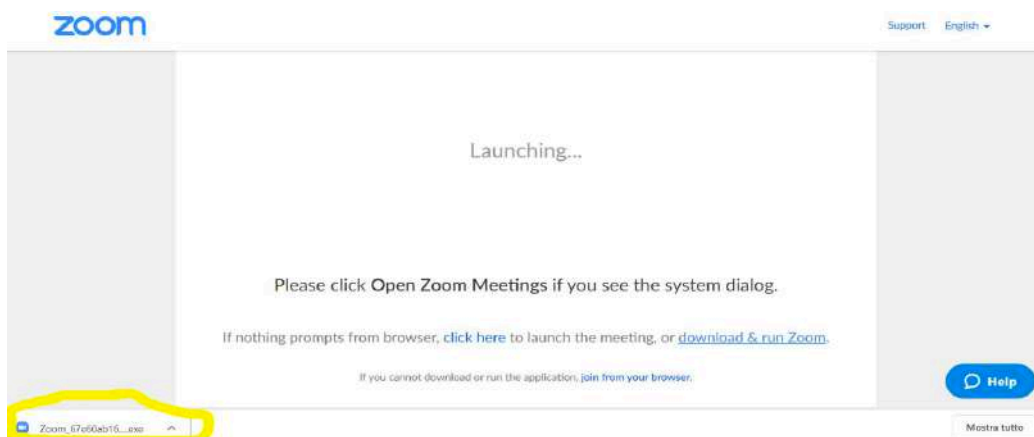 zoom
Support English
Launching...
Please click Open Zoom Meetings if you see the system dialog.
If nothing prompts from browser, click here to launch the meeting, or download & run Zoom.
If you cannot download or run the application, join from your browser.
Help
Mostra tutto